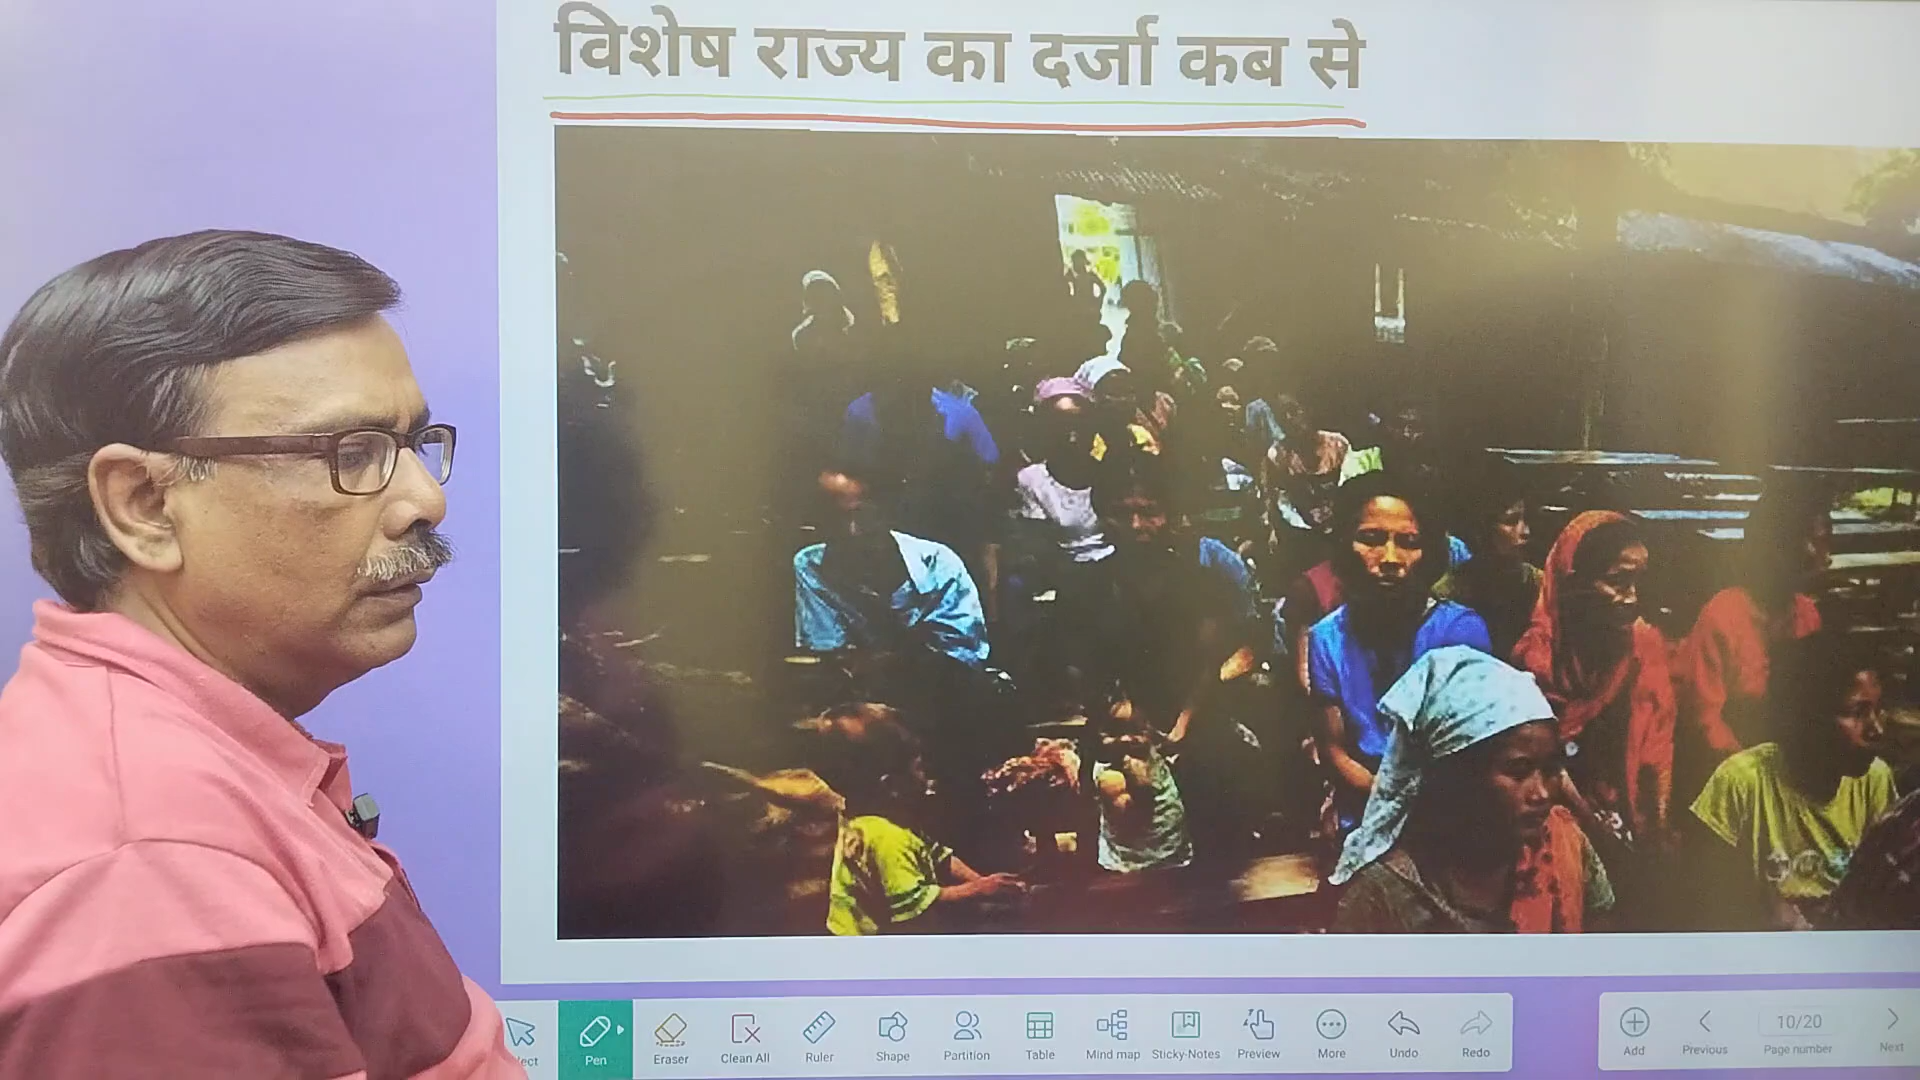 विशेष राज्य का दर्जा कब से
Pen
Eraser
Clean All
Ruler
Shape
Partition
Table
Mind map
Sticky-Notes
Preview
More
Undo
Redo
Add
Previous
10/20
Page number
Next